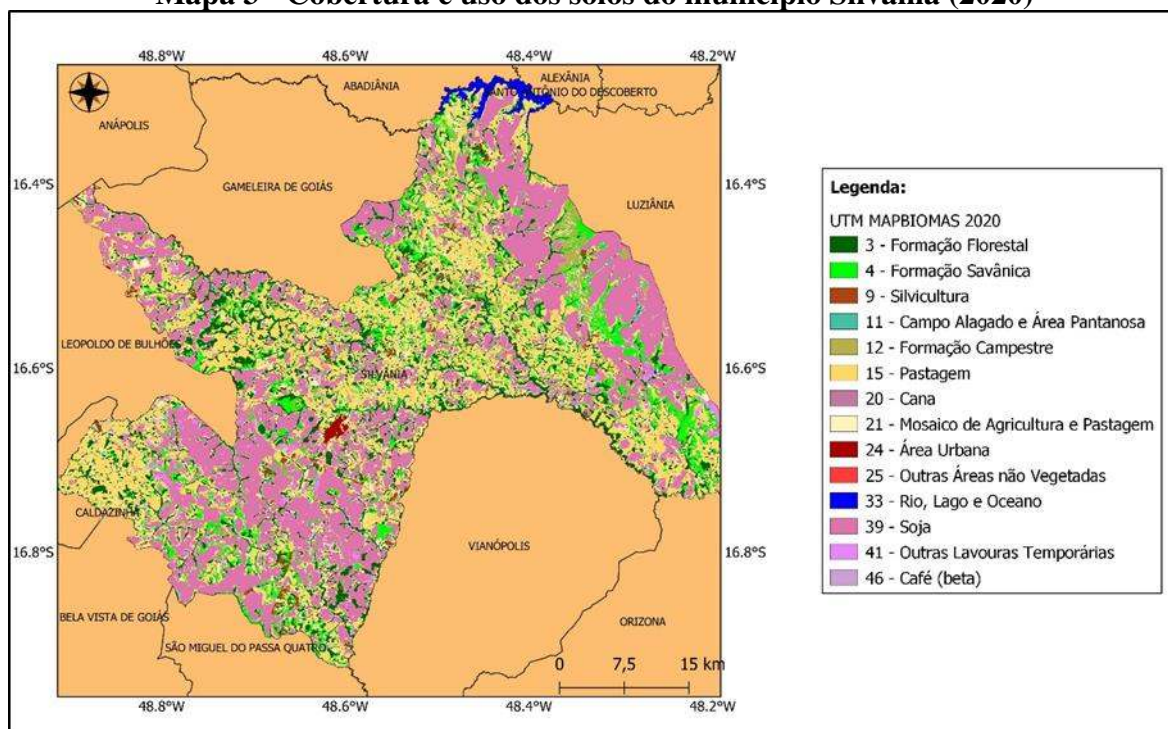 Mapa 3 - Cobertura e uso dos solos do município Silvânia (2020)
48.8°W 48.6°W 48.4°W 48.2°W
ABADIÂNIA
ALEXÂNIA
ANTO ANTÔNIO DO DESCOBERTO
ANÁPOLIS
GAMELEIRA DE GOIÁS
16.4°S 16.4°S
LUZIÂNIA
LEOPOLDO DE BULHÕES
16.6°S 16.6°S
SILVÂNIA
CALDAZINHA
16.8°S 16.8°S
VIANÓPOLIS
BELA VISTA DE GOIÁS
ORIZONA
SÃO MIGUEL DO PASSA QUATRO
0 7,5 15 km
48.8°W 48.6°W 48.4°W 48.2°W
Legenda:
UTM MAPBIOMAS 2020
3 - Formação Florestal
4 - Formação Savânica
9 - Silvicultura
11 - Campo Alagado e Área Pantanosa
12 - Formação Campestre
15 - Pastagem
20 - Cana
21 - Mosaico de Agricultura e Pastagem
24 - Área Urbana
25 - Outras Áreas não Vegetadas
33 - Rio, Lago e Oceano
39 - Soja
41 - Outras Lavouras Temporárias
46 - Café (beta)